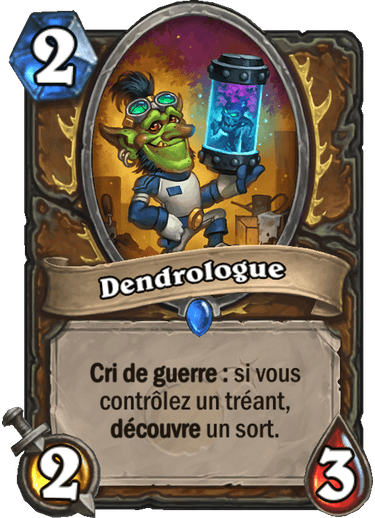 2
Dendrologue
Cri de guerre : si vous
contrôlez un tréant,
découvre un sort.
2
3